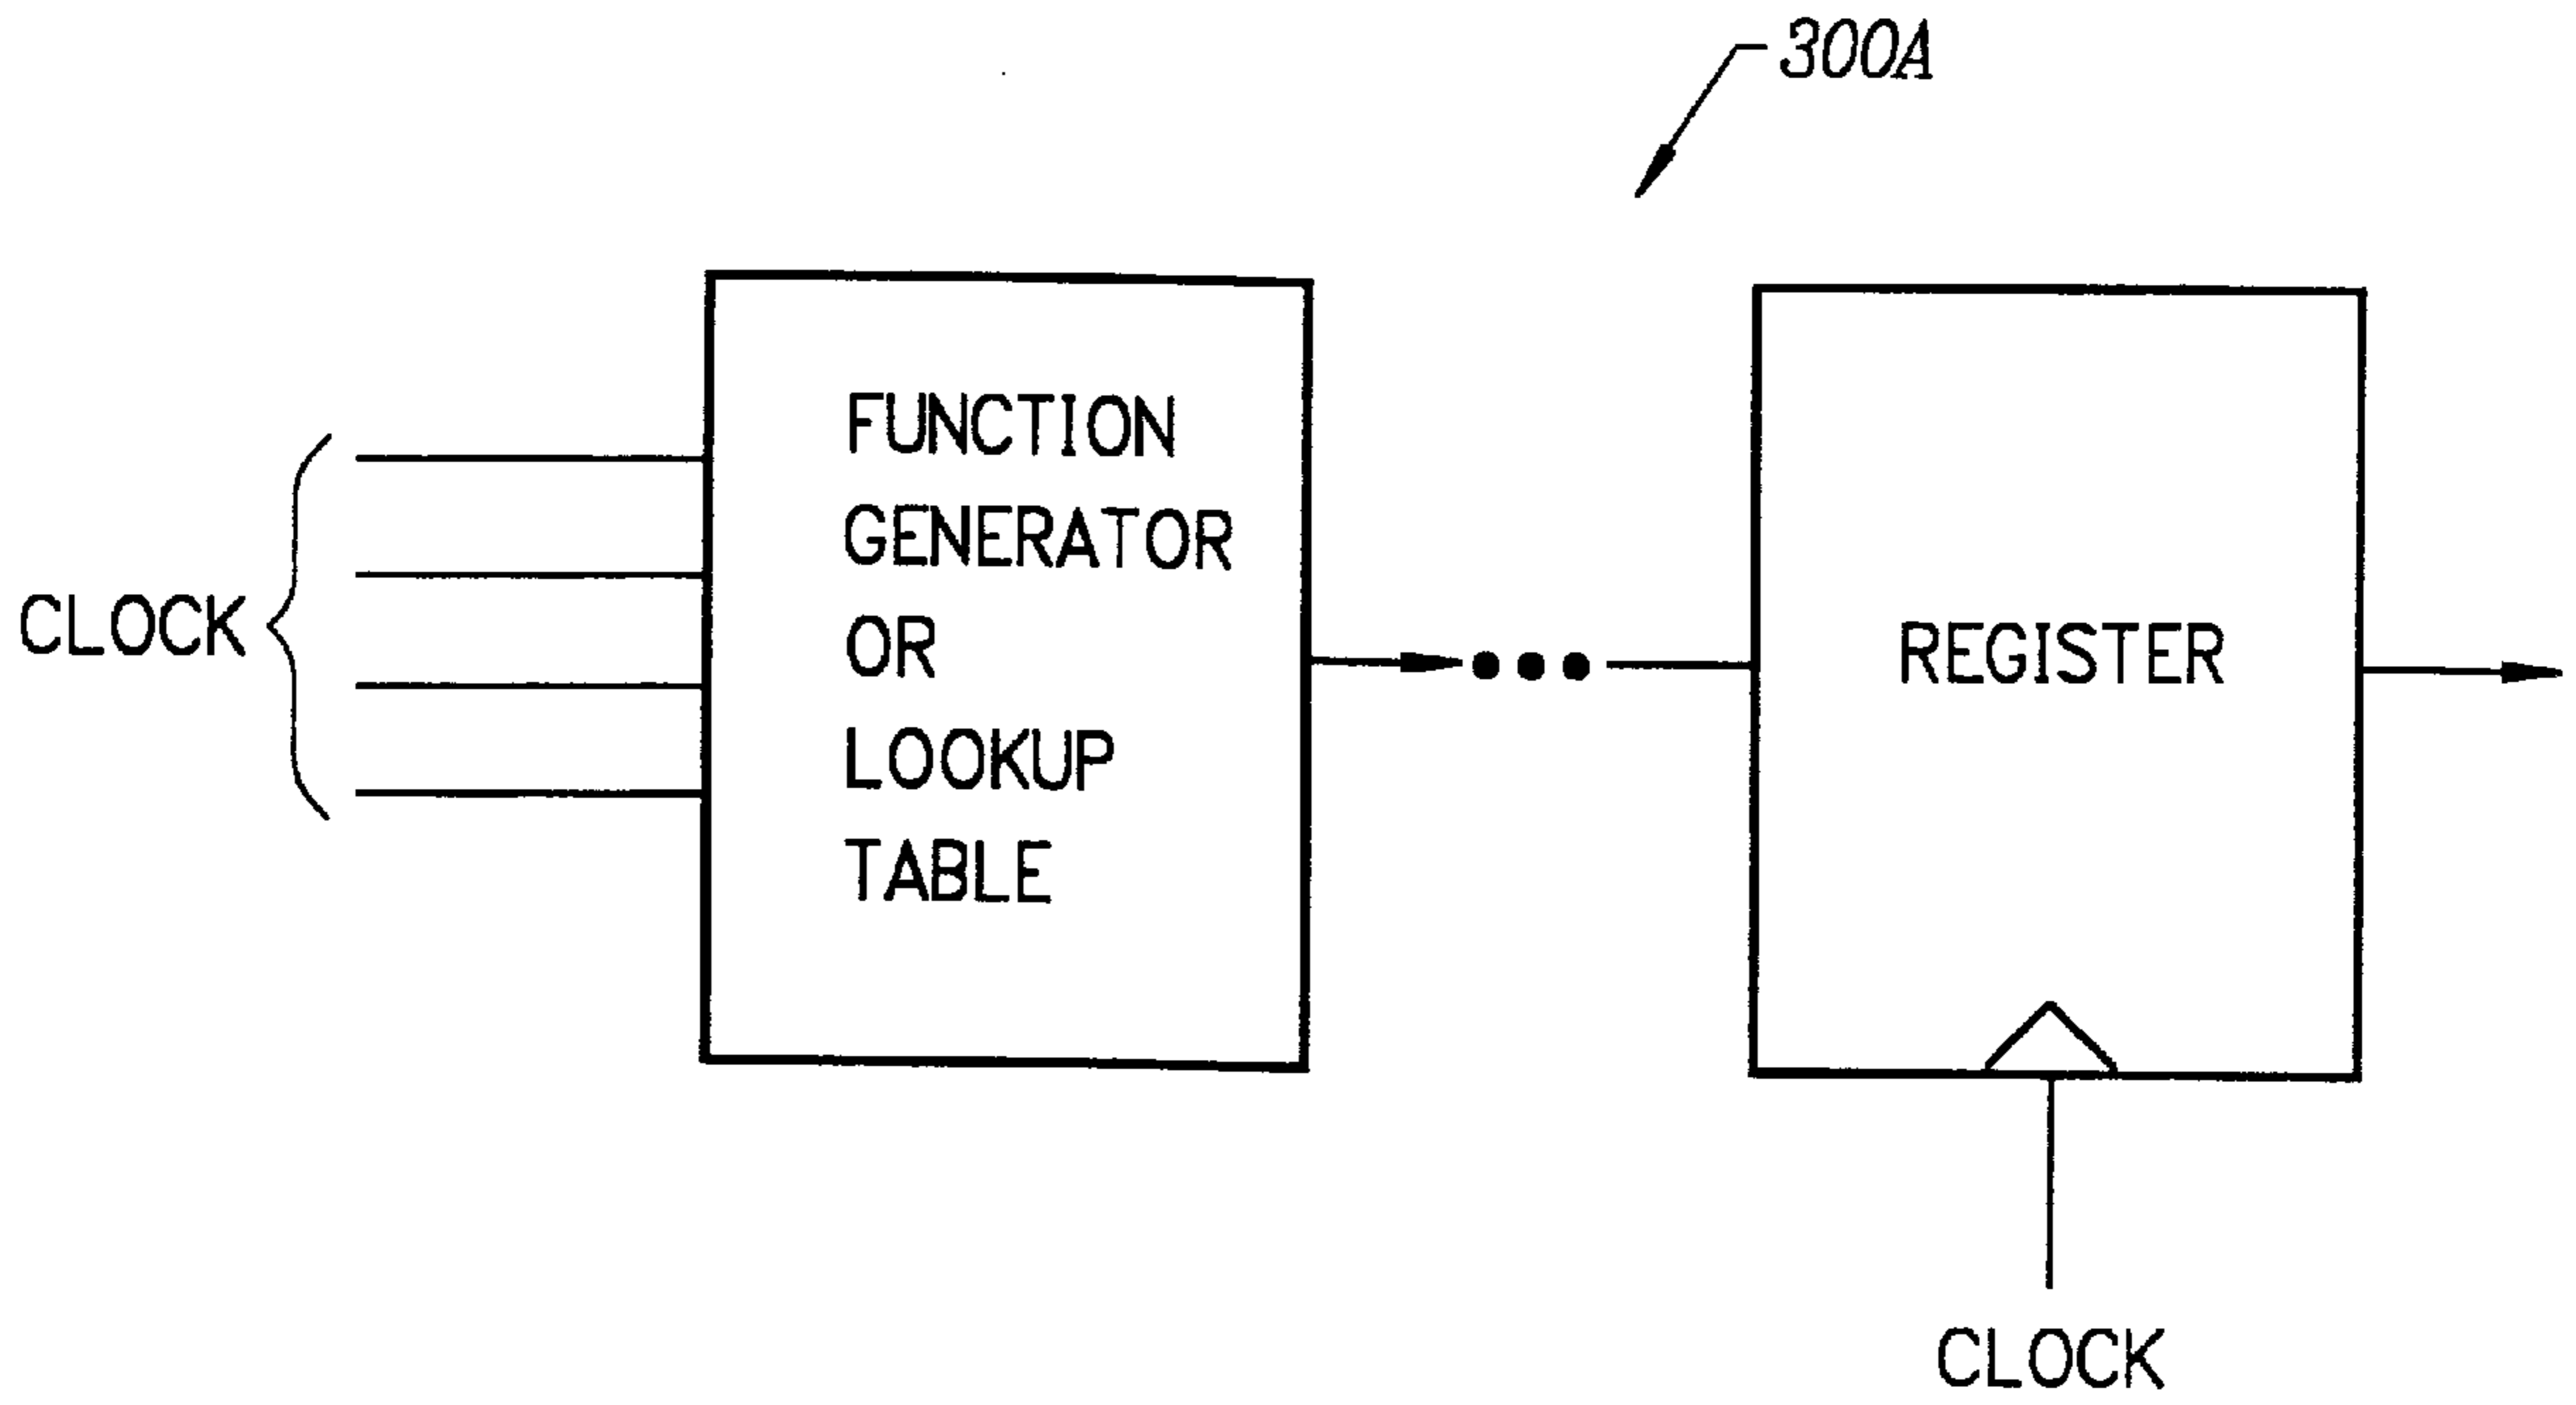 300A
FUNCTION
GENERATOR
OR
LOOKUP
TABLE
CLOCK
REGISTER
CLOCK